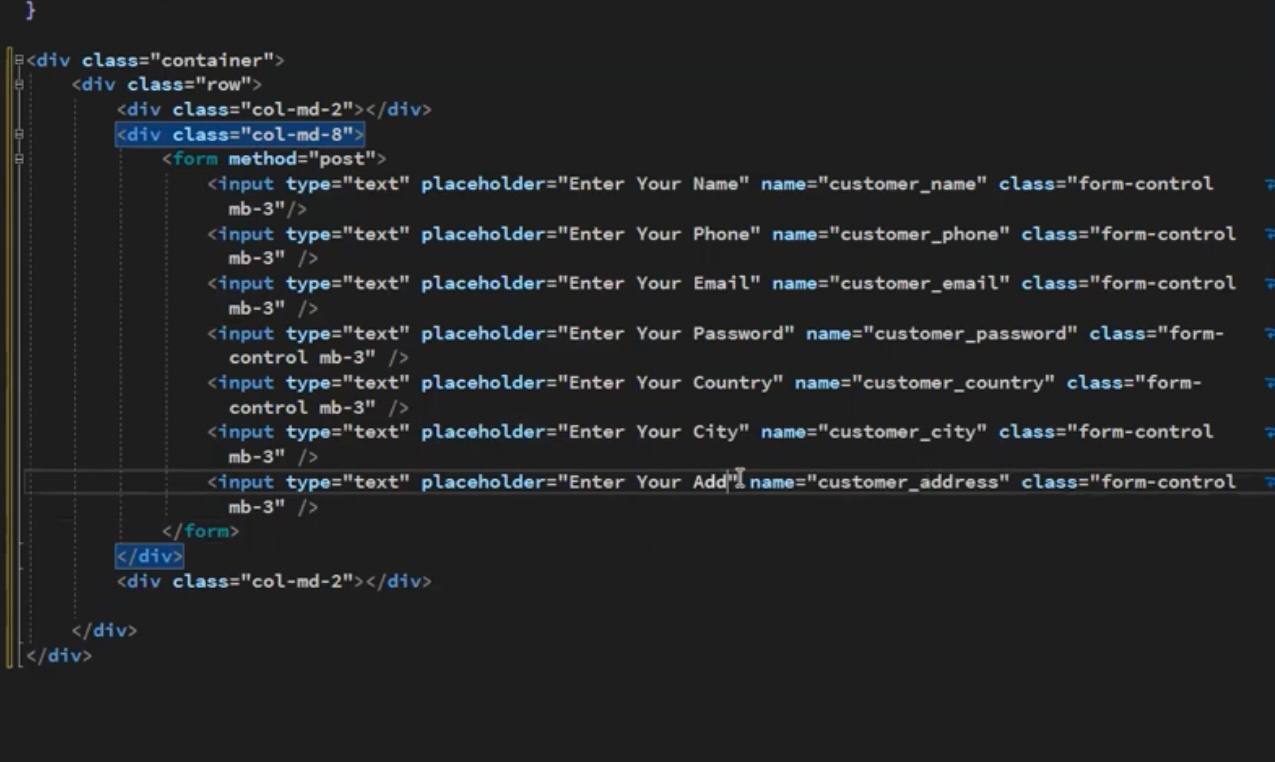 }
<div class="container">
<div class="row">
<div class="col-md-2"></div>
<div class="col-md-8">
<form method="post">
<input type="text" placeholder="Enter Your Name" name="customer_name" class="form-control
mb-3"/>
<input type="text" placeholder="Enter Your Phone" name="customer_phone" class="form-control
mb-3" />
<input type="text" placeholder="Enter Your Email" name="customer_email" class="form-control
mb-3" />
<input type="text" placeholder="Enter Your Password" name="customer_password" class="form-
control mb-3" />
<input type="text" placeholder="Enter Your Country" name="customer_country" class="form-
control mb-3" />
<input type="text" placeholder="Enter Your City" name="customer_city" class="form-control
mb-3" />
<input type="text" placeholder="Enter Your Add" name="customer_address" class="form-control
mb-3" />
</form>
</div>
<div class="col-md-2"></div>
</div>
</div>